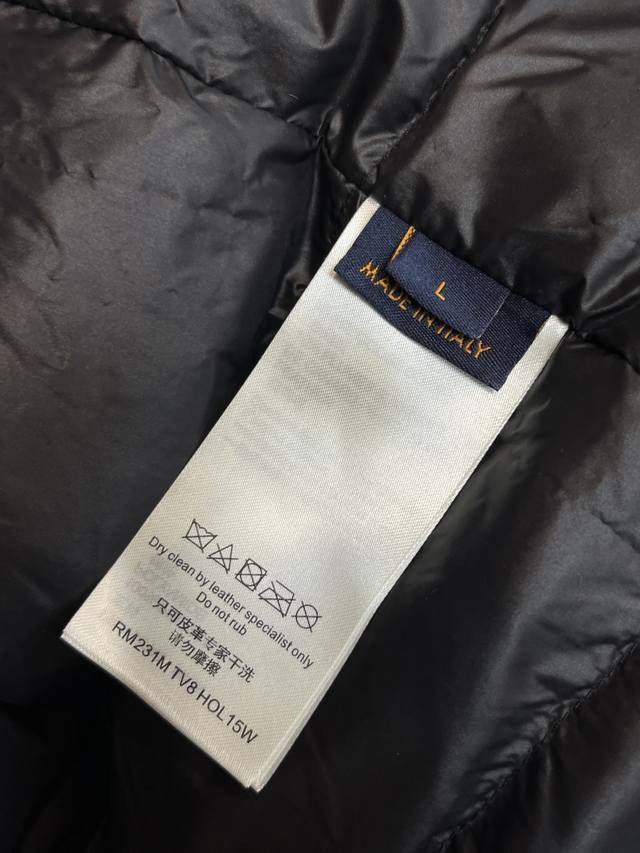 L
MADE IN ITALY
Dry clean by leather specialist only
Do not rub
只可皮革专家干洗
请勿摩擦
RM231M TV8 HOL15W